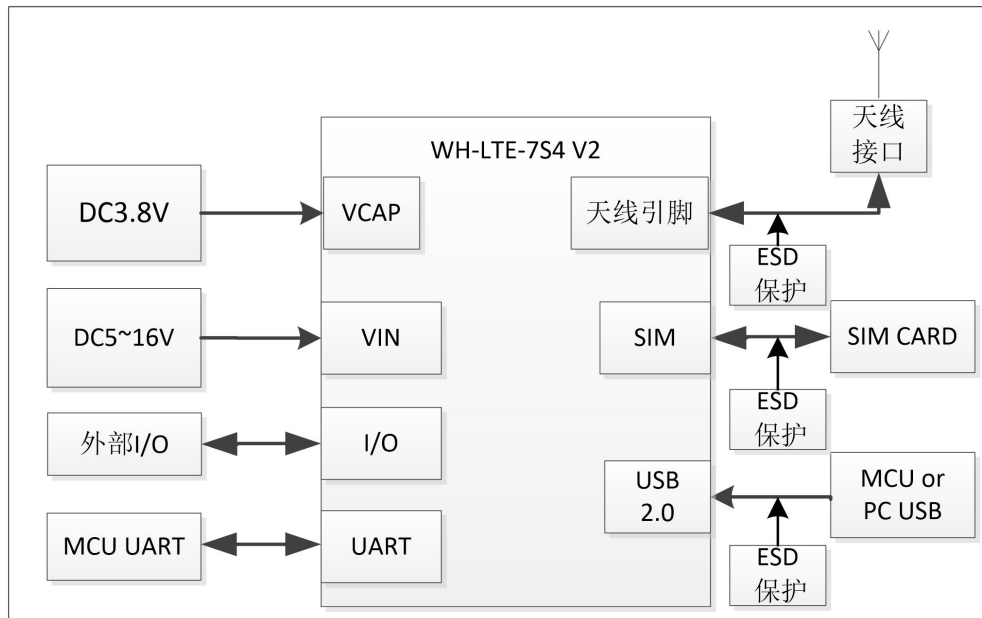 WH-LTE-7S4 V2
DC3.8V
VCAP
DC5~16V
VIN
外部I/O
I/O
MCU UART
UART
天线
接口
天线引脚
ESD
保护
SIM
SIM CARD
ESD
保护
USB
2.0
MCU or
PC USB
ESD
保护